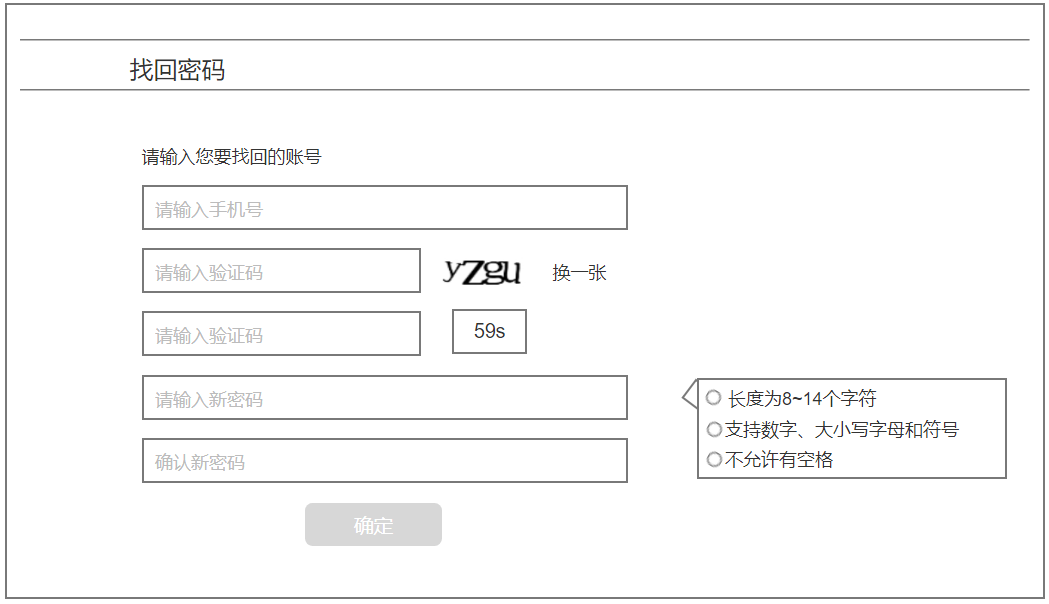 找回密码
请输入您要找回的账号
请输入手机号
请输入验证码 yzgu 换一张
请输入验证码 59s
请输入新密码
长度为8~14个字符
支持数字、大小写字母和符号
不允许有空格
确认新密码
确定